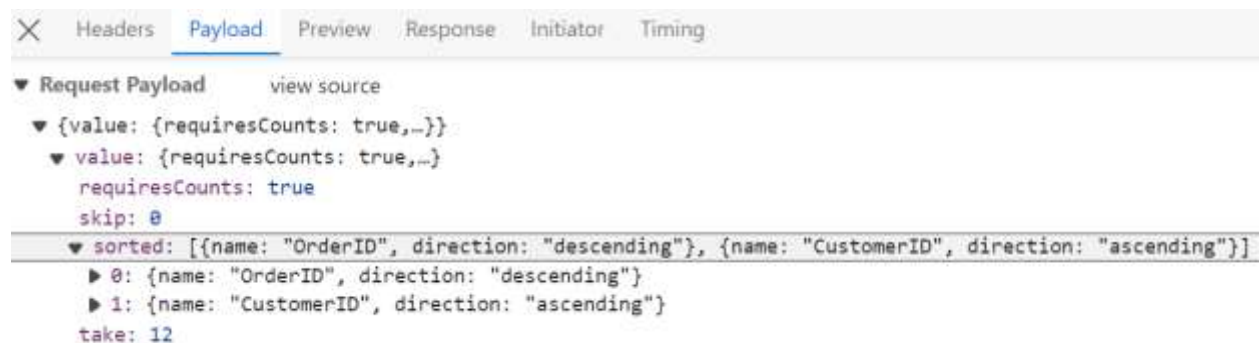 Headers Payload Preview Response Initiator Timing
Request Payload view source
{value: {requiresCounts: true,…}}
value: {requiresCounts: true,…}
requiresCounts: true
skip: 0
sorted: [{name: "OrderID", direction: "descending"}, {name: "CustomerID", direction: "ascending"}]
0: {name: "OrderID", direction: "descending"}
1: {name: "CustomerID", direction: "ascending"}
take: 12